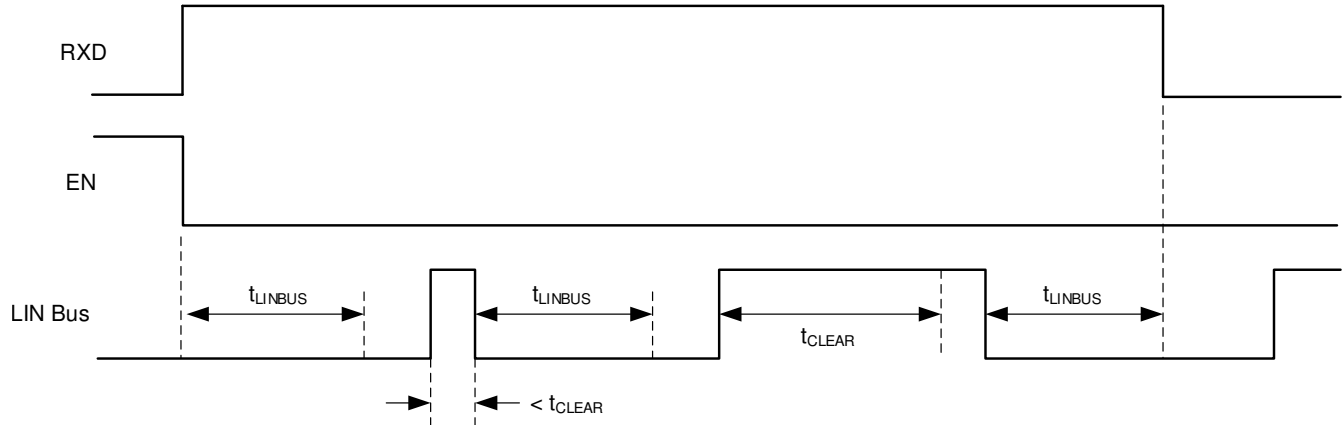 RXD
EN
LIN Bus
tLINBUS
tLINBUS
tCLEAR
tLINBUS
< tCLEAR